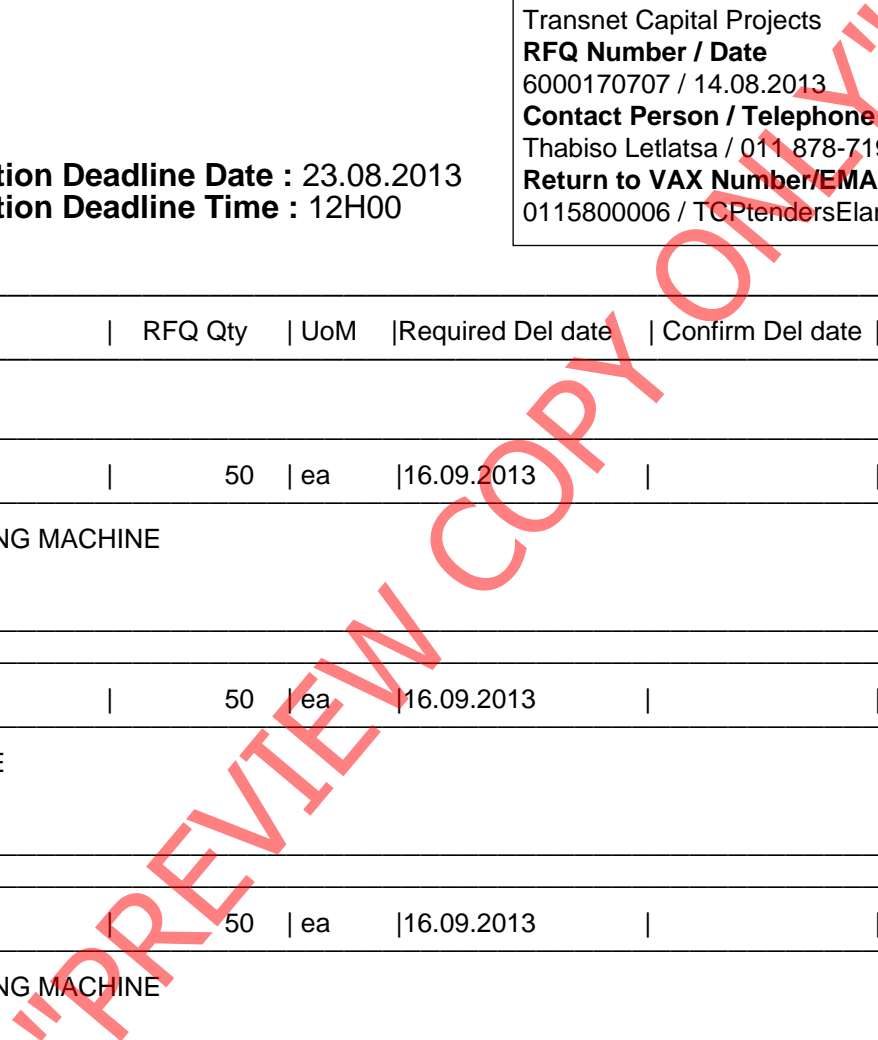 Transnet Capital Projects
RFQ Number / Date
6000170707 / 14.08.2013
Contact Person / Telephone
Thabiso Letlatsa / 011 878-719
Return to VAX Number/EMA
0115800006 / TCPtendersElan
tion Deadline Date : 23.08.2013
tion Deadline Time : 12H00
| RFQ Qty | UoM |Required Del date | Confirm Del date |
| 50 | ea |16.09.2013 | |
NG MACHINE
| 50 | ea |16.09.2013 | |
E
| 50 | ea |16.09.2013 | |
NG MACHINE
"PREVIEW COPY ONLY"